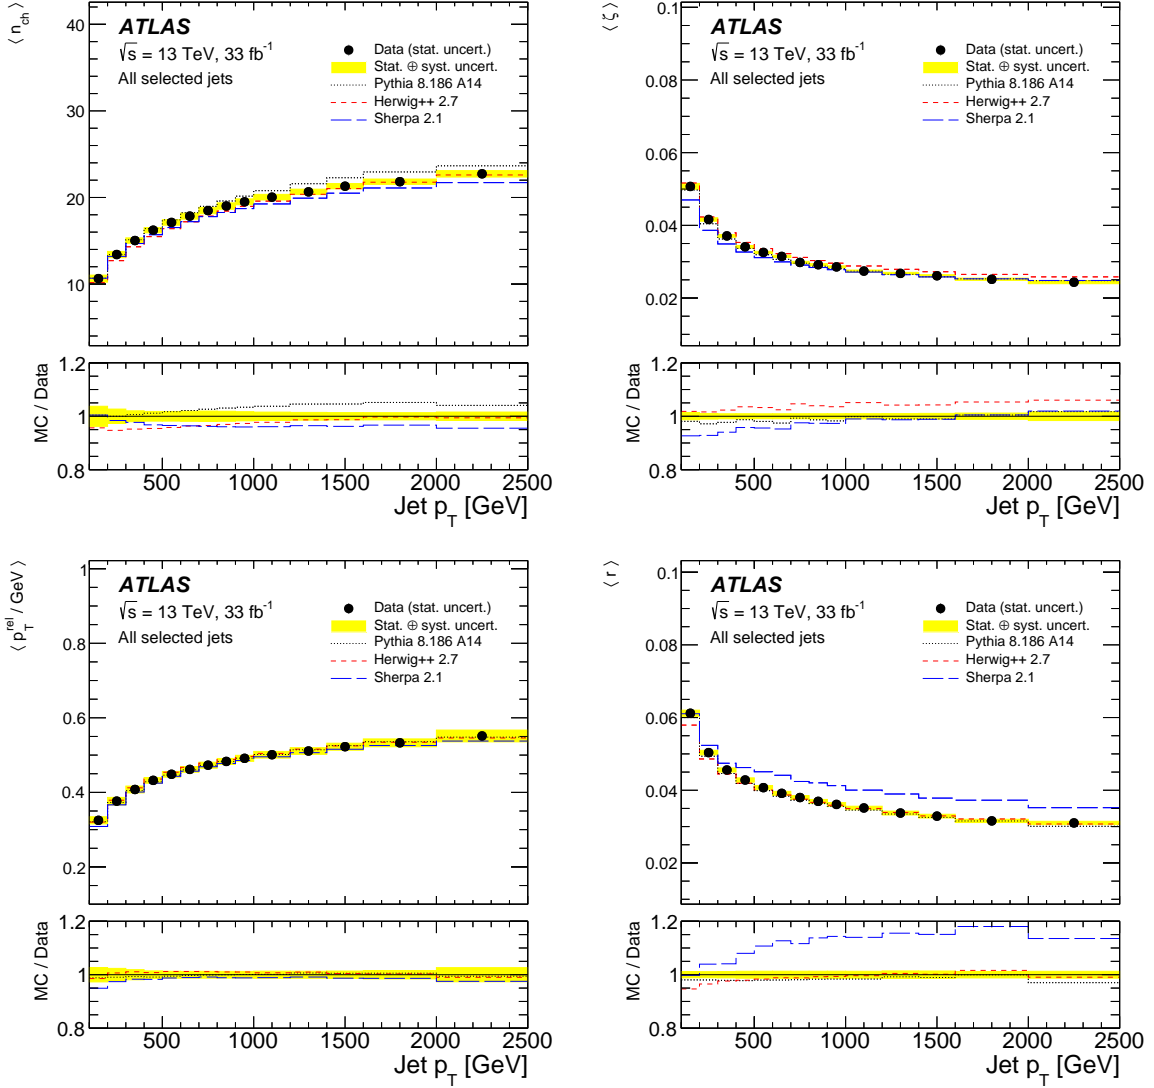 ⟨ n_ch ⟩
40
30
20
10
ATLAS
√s = 13 TeV, 33 fb⁻¹
All selected jets
Data (stat. uncert.)
Stat. ⊕ syst. uncert.
Pythia 8.186 A14
Herwig++ 2.7
Sherpa 2.1
MC / Data
1.2
1
0.8
500 1000 1500 2000 2500
Jet p_T [GeV]
⟨ ζ ⟩
0.1
0.08
0.06
0.04
0.02
ATLAS
√s = 13 TeV, 33 fb⁻¹
All selected jets
Data (stat. uncert.)
Stat. ⊕ syst. uncert.
Pythia 8.186 A14
Herwig++ 2.7
Sherpa 2.1
MC / Data
1.2
1
0.8
500 1000 1500 2000 2500
Jet p_T [GeV]
⟨ p_T^rel / GeV ⟩
1
0.8
0.6
0.4
0.2
ATLAS
√s = 13 TeV, 33 fb⁻¹
All selected jets
Data (stat. uncert.)
Stat. ⊕ syst. uncert.
Pythia 8.186 A14
Herwig++ 2.7
Sherpa 2.1
MC / Data
1.2
1
0.8
500 1000 1500 2000 2500
Jet p_T [GeV]
⟨ r ⟩
0.1
0.08
0.06
0.04
0.02
ATLAS
√s = 13 TeV, 33 fb⁻¹
All selected jets
Data (stat. uncert.)
Stat. ⊕ syst. uncert.
Pythia 8.186 A14
Herwig++ 2.7
Sherpa 2.1
MC / Data
1.2
1
0.8
500 1000 1500 2000 2500
Jet p_T [GeV]